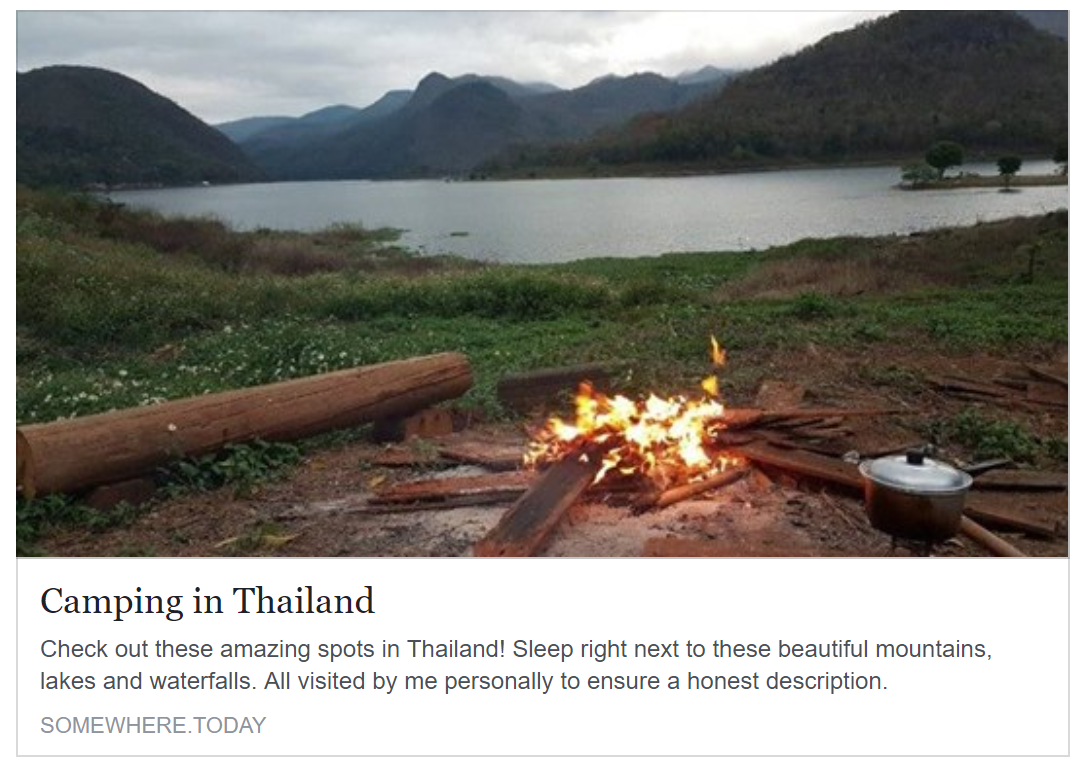 Camping in Thailand
Check out these amazing spots in Thailand! Sleep right next to these beautiful mountains,
lakes and waterfalls. All visited by me personally to ensure a honest description.
SOMEWHERE.TODAY